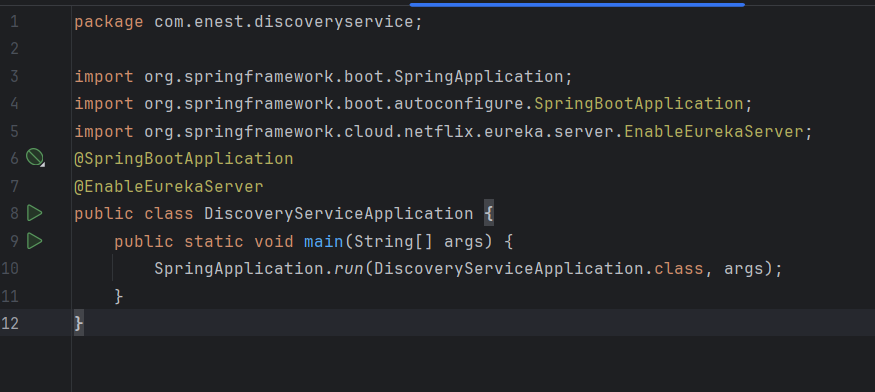 1 package com.enest.discoveryservice;
2
3 import org.springframework.boot.SpringApplication;
4 import org.springframework.boot.autoconfigure.SpringBootApplication;
5 import org.springframework.cloud.netflix.eureka.server.EnableEurekaServer;
6 @SpringBootApplication
7 @EnableEurekaServer
8 public class DiscoveryServiceApplication {
9     public static void main(String[] args) {
10         SpringApplication.run(DiscoveryServiceApplication.class, args);
11     }
12 }